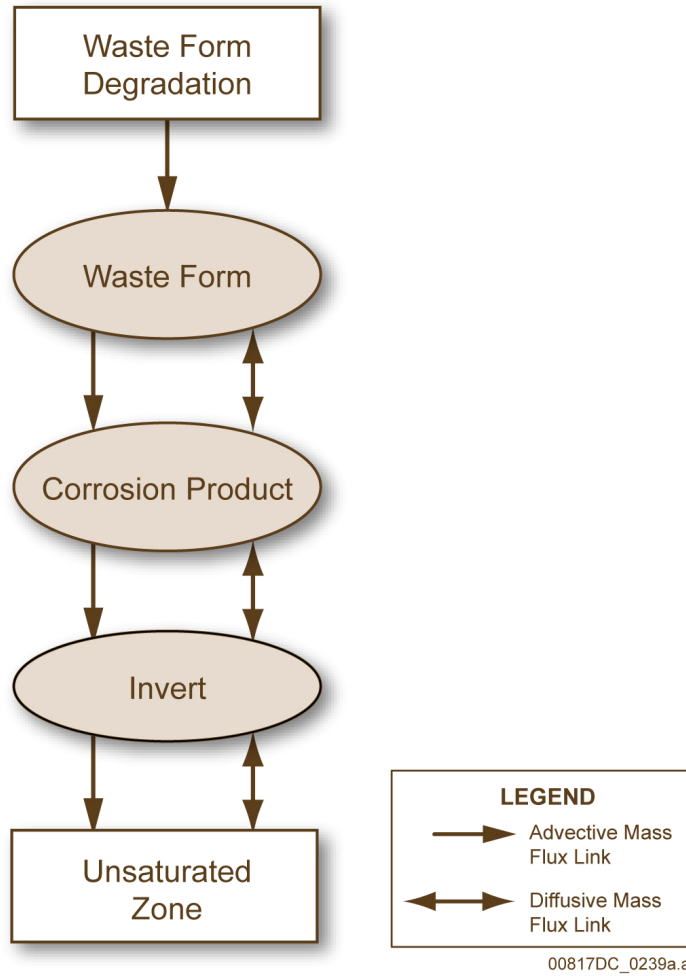 Waste Form
Degradation
Waste Form
Corrosion Product
Invert
Unsaturated
Zone
LEGEND
Advective Mass
Flux Link
Diffusive Mass
Flux Link
00817DC_0239a.a